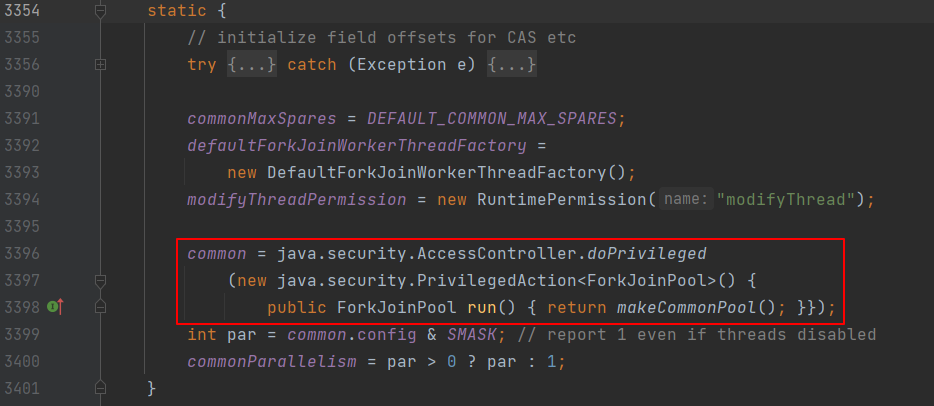 3354 static {
3355 // initialize field offsets for CAS etc
3356 try {...} catch (Exception e) {...}
3390
3391 commonMaxSpares = DEFAULT_COMMON_MAX_SPARES;
3392 defaultForkJoinWorkerThreadFactory =
3393 new DefaultForkJoinWorkerThreadFactory();
3394 modifyThreadPermission = new RuntimePermission( name: "modifyThread");
3395
3396 common = java.security.AccessController.doPrivileged
3397 (new java.security.PrivilegedAction<ForkJoinPool>() {
3398 public ForkJoinPool run() { return makeCommonPool(); }});
3399 int par = common.config & SMASK; // report 1 even if threads disabled
3400 commonParallelism = par > 0 ? par : 1;
3401 }